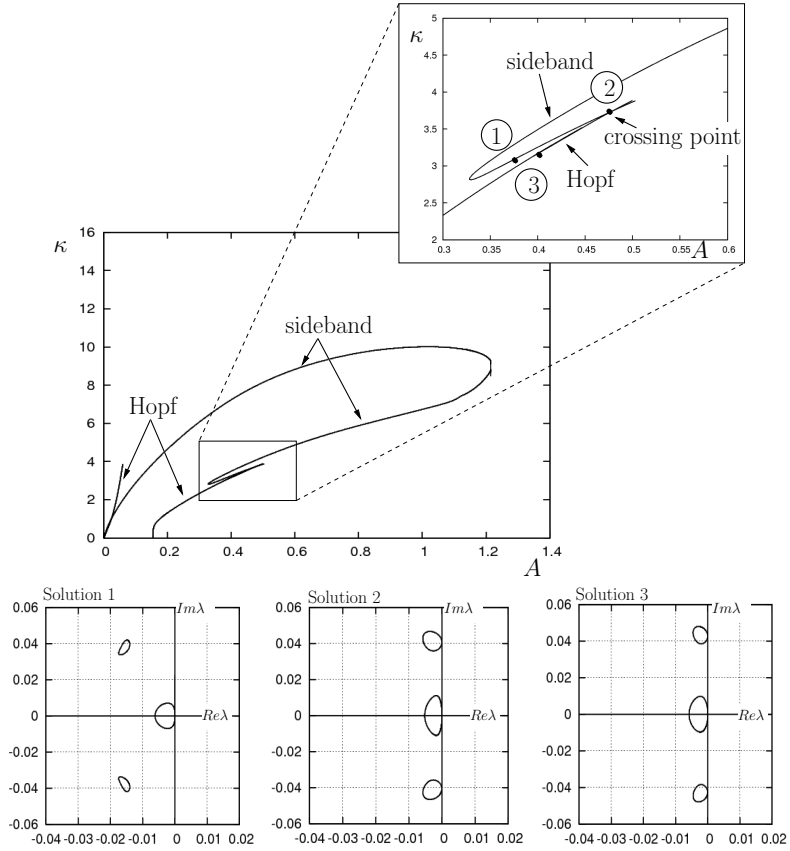 κ
5
4.5
4
3.5
3
2.5
2
0.3 0.35 0.4 0.45 0.5 0.55 0.6
A
sideband
1
2
3
crossing point
Hopf
κ
16
14
12
10
8
6
4
2
0
0 0.2 0.4 0.6 0.8 1 1.2 1.4
A
sideband
Hopf
Solution 1
Imλ
Reλ
0.06
0.04
0.02
0
-0.02
-0.04
-0.06
-0.04 -0.03 -0.02 -0.01 0 0.01 0.02
Solution 2
Imλ
Reλ
0.06
0.04
0.02
0
-0.02
-0.04
-0.06
-0.04 -0.03 -0.02 -0.01 0 0.01 0.02
Solution 3
Imλ
Reλ
0.06
0.04
0.02
0
-0.02
-0.04
-0.06
-0.04 -0.03 -0.02 -0.01 0 0.01 0.02